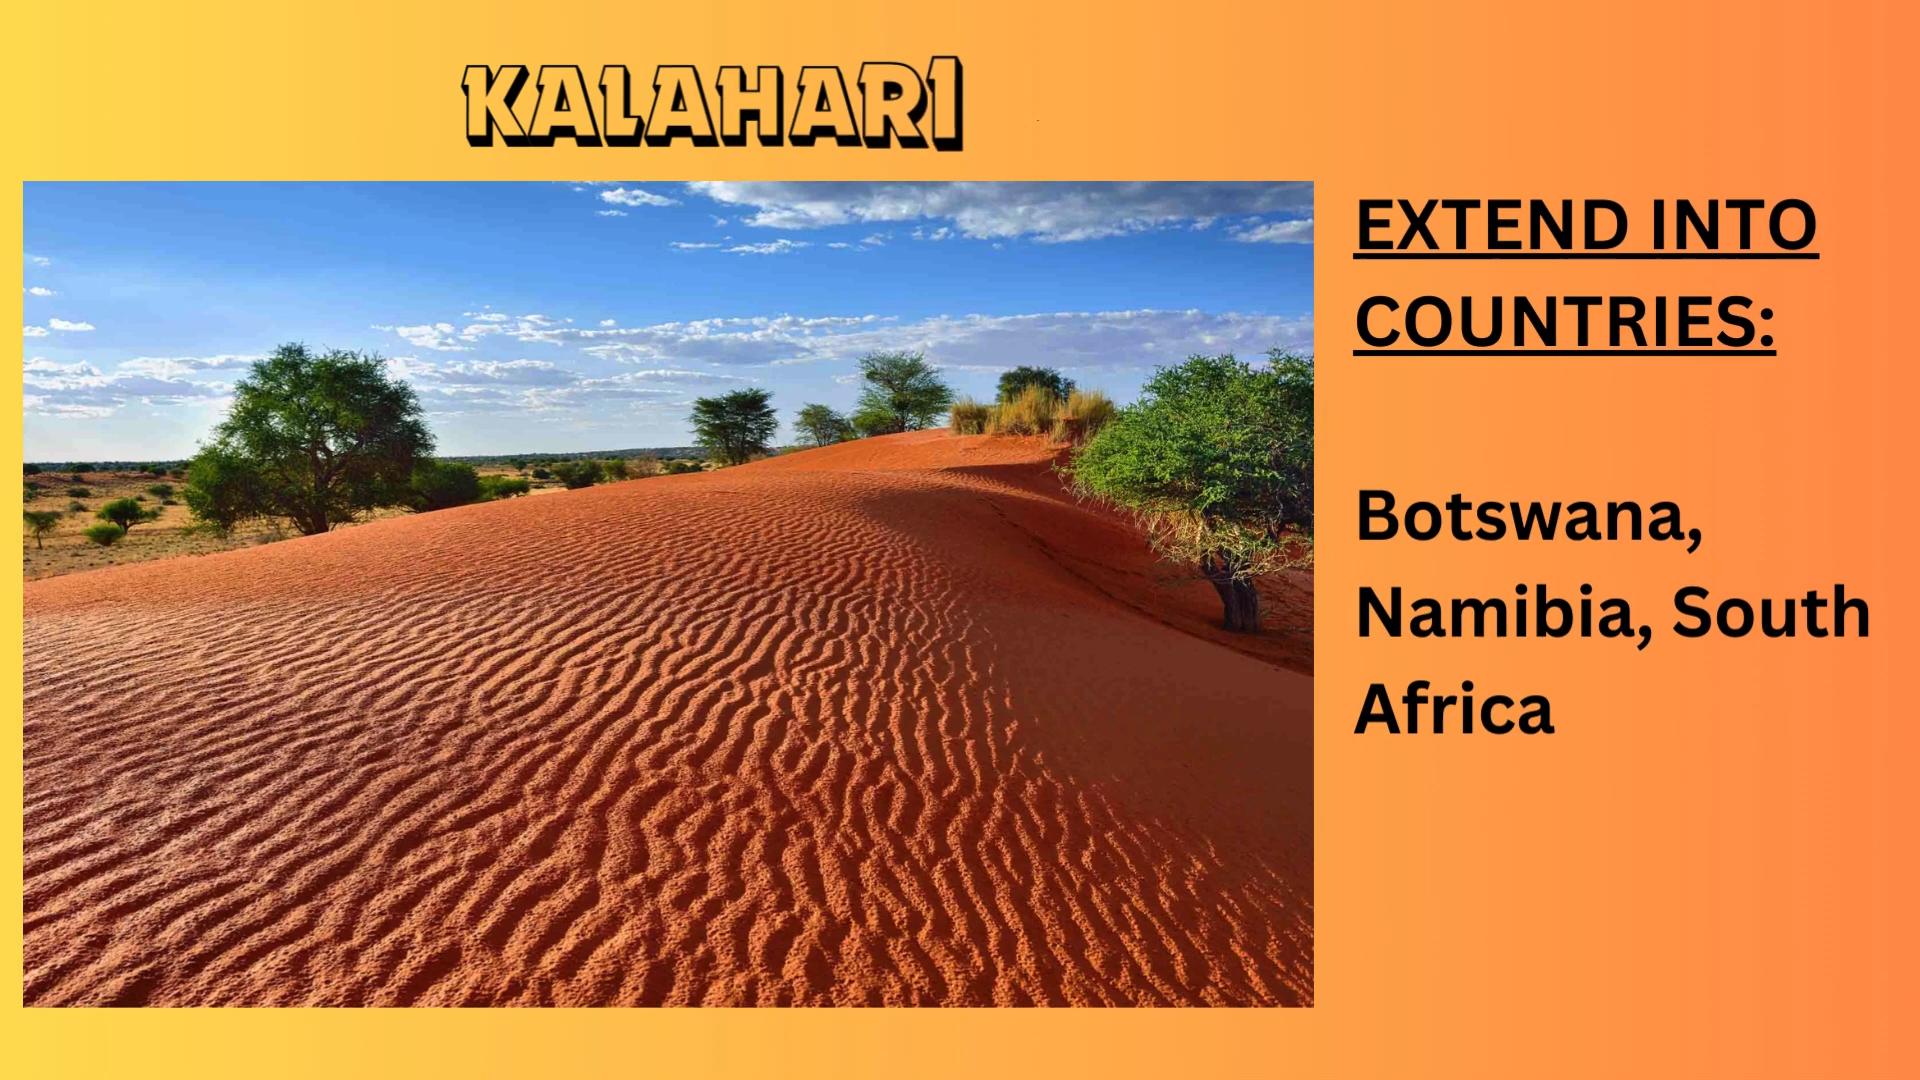 KALAHARI
EXTEND INTO
COUNTRIES:
Botswana,
Namibia, South
Africa